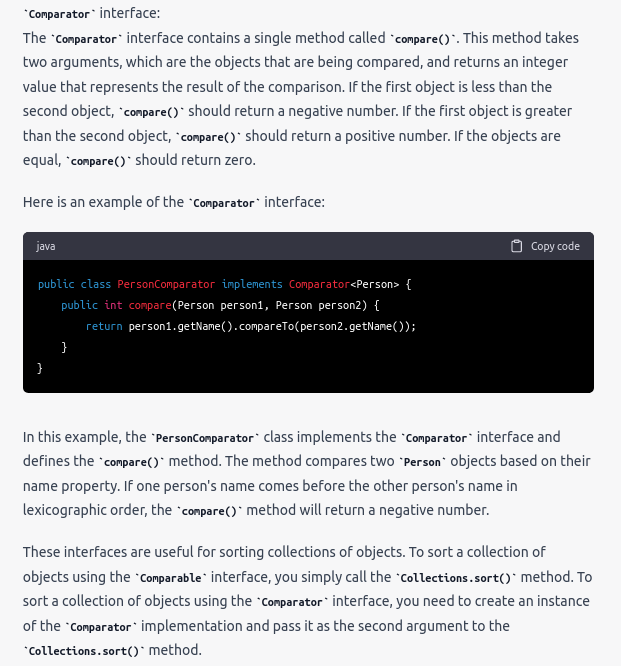 `Comparator` interface:
The `Comparator` interface contains a single method called `compare()`. This method takes
two arguments, which are the objects that are being compared, and returns an integer
value that represents the result of the comparison. If the first object is less than the
second object, `compare()` should return a negative number. If the first object is greater
than the second object, `compare()` should return a positive number. If the objects are
equal, `compare()` should return zero.
Here is an example of the `Comparator` interface:
java Copy code
public class PersonComparator implements Comparator<Person> {
    public int compare(Person person1, Person person2) {
        return person1.getName().compareTo(person2.getName());
    }
}
In this example, the `PersonComparator` class implements the `Comparator` interface and
defines the `compare()` method. The method compares two `Person` objects based on their
name property. If one person's name comes before the other person's name in
lexicographic order, the `compare()` method will return a negative number.
These interfaces are useful for sorting collections of objects. To sort a collection of
objects using the `Comparable` interface, you simply call the `Collections.sort()` method. To
sort a collection of objects using the `Comparator` interface, you need to create an instance
of the `Comparator` implementation and pass it as the second argument to the
`Collections.sort()` method.